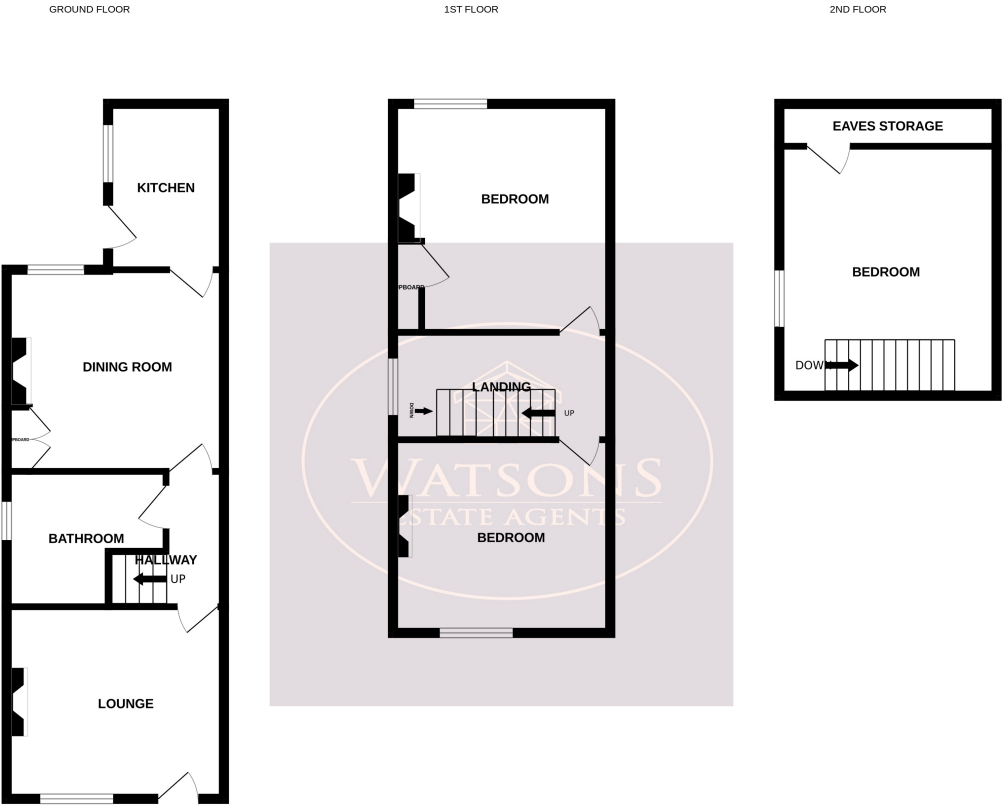 GROUND FLOOR
KITCHEN
DINING ROOM
BATHROOM
HALLWAY
UP
LOUNGE
1ST FLOOR
BEDROOM
LANDING
DOWN
UP
WATSONS
ESTATE AGENTS
BEDROOM
2ND FLOOR
EAVES STORAGE
BEDROOM
DOWN